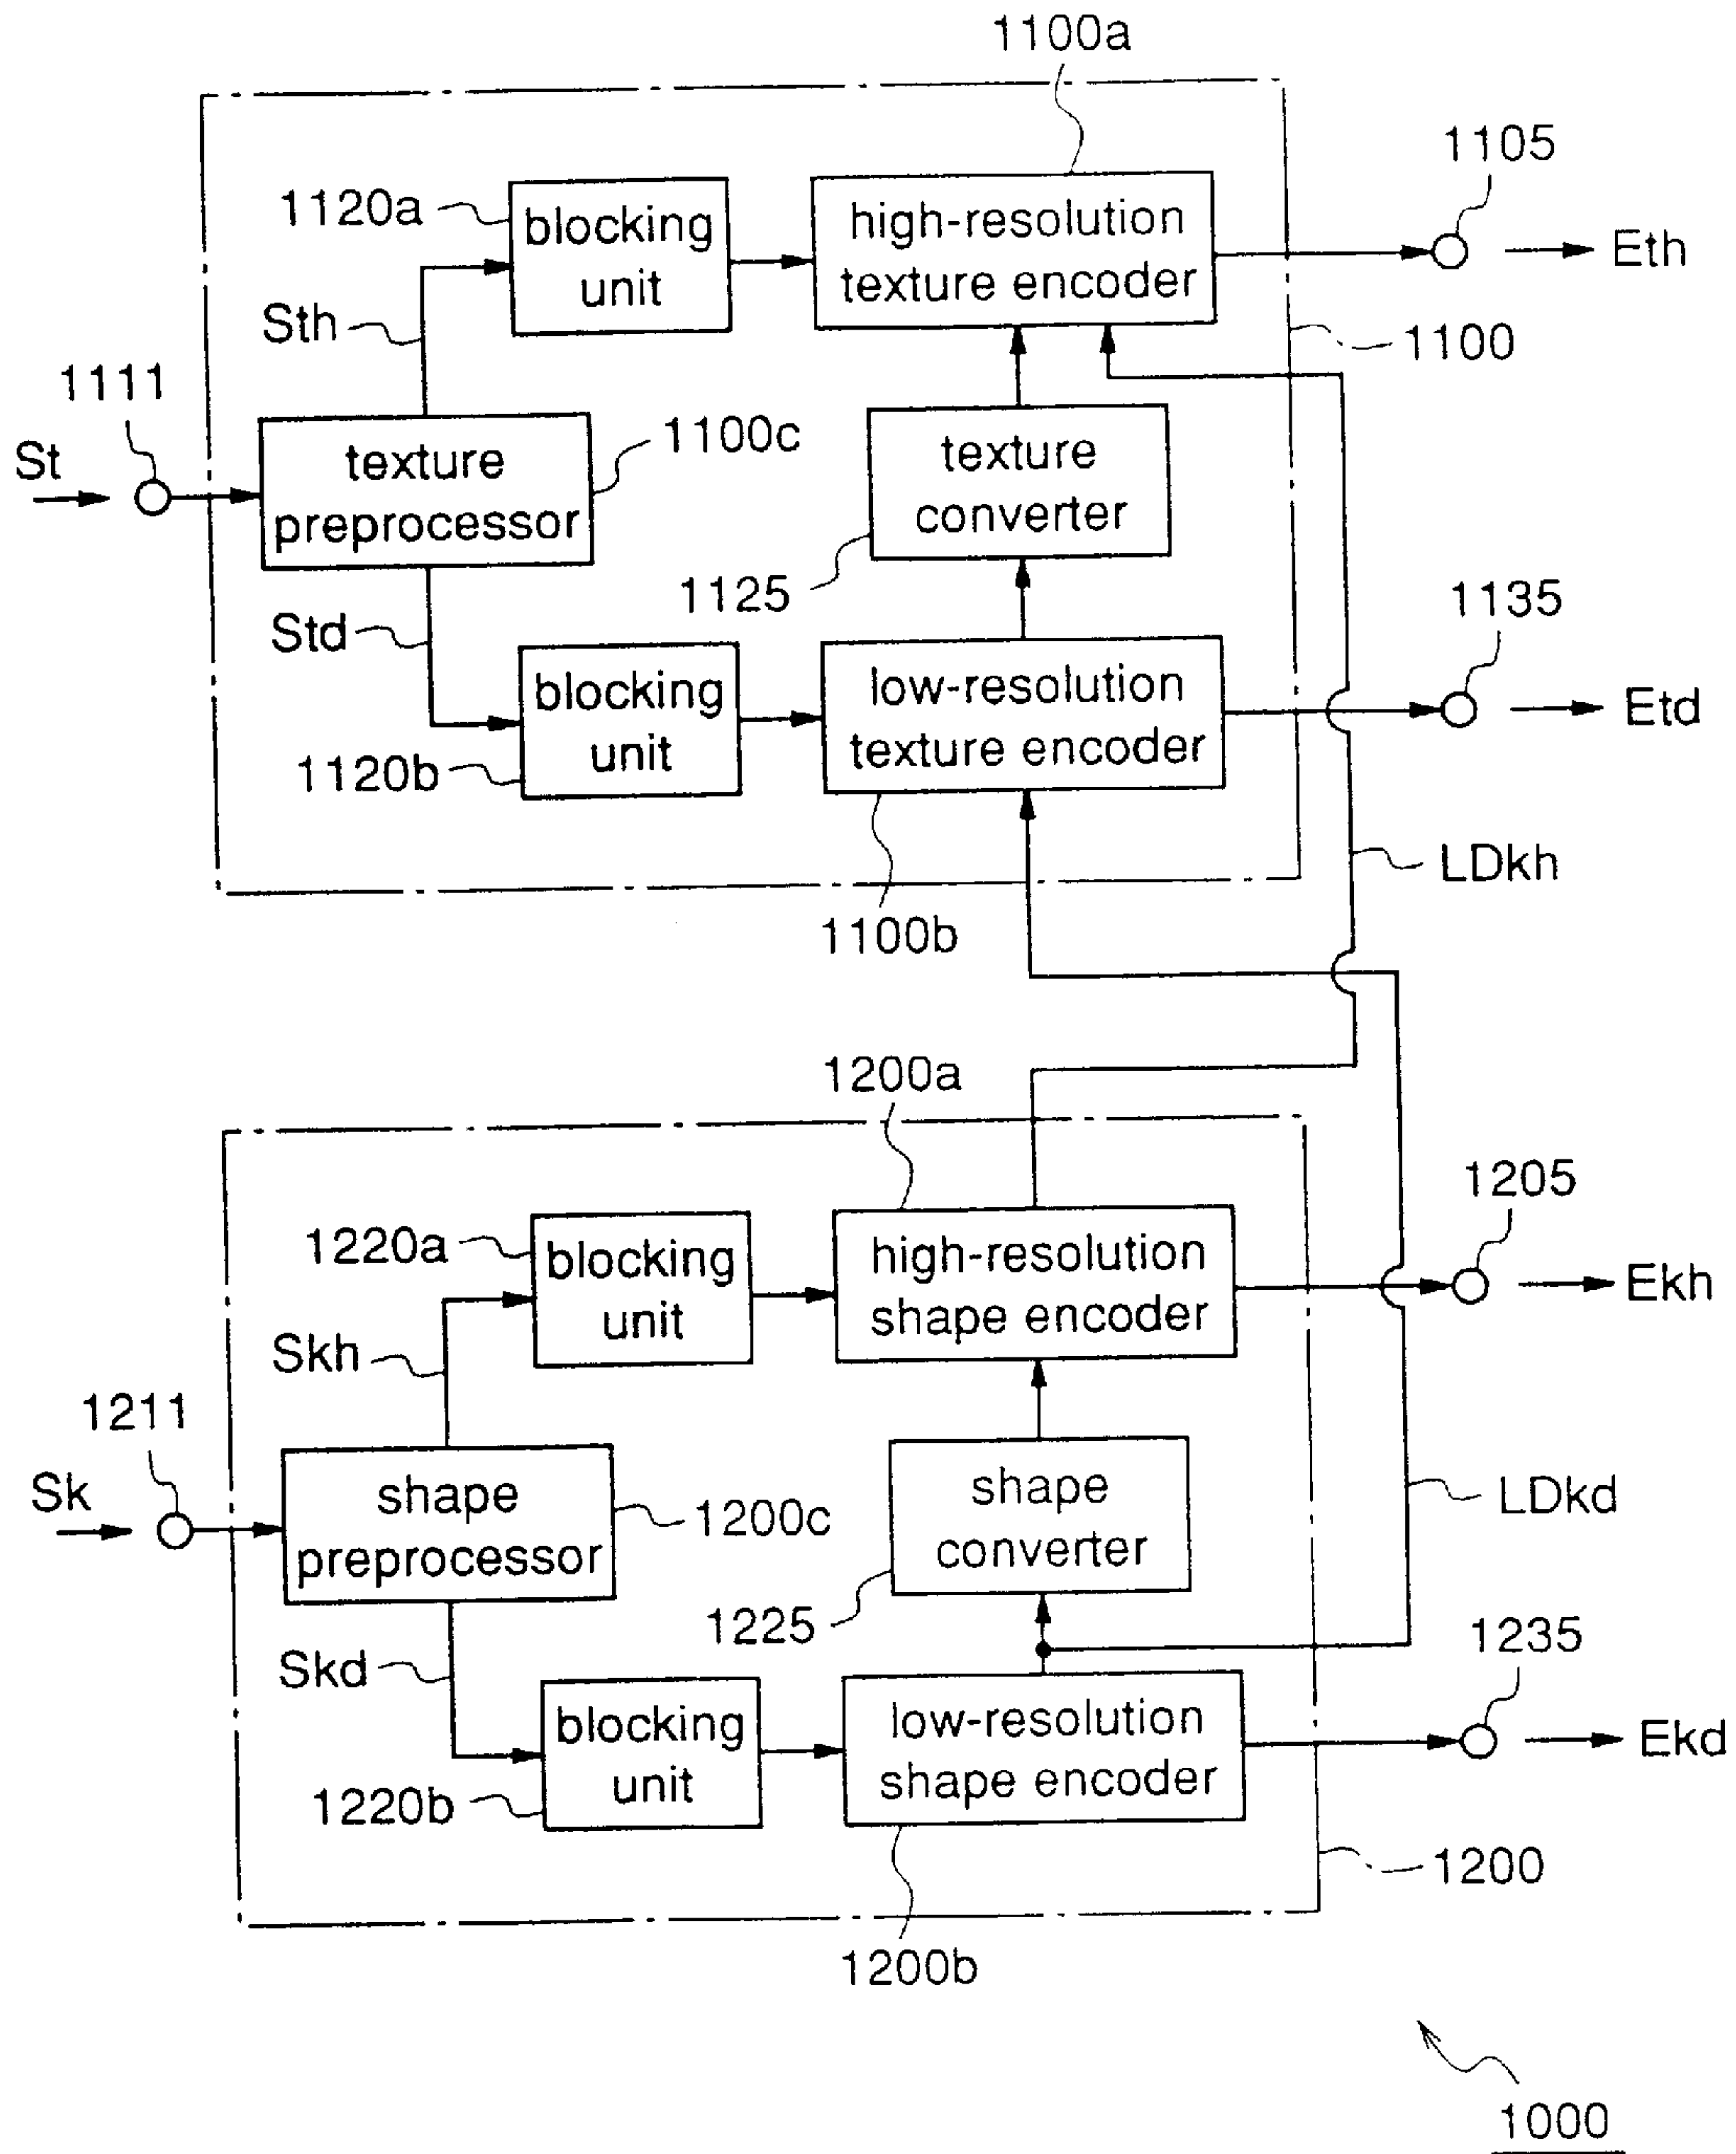 1100a
1105
1120a
blocking
unit
high-resolution
texture encoder
Eth
Sth
1100
1111
St
texture
preprocessor
1100c
texture
converter
1125
1135
Std
blocking
unit
low-resolution
texture encoder
Etd
1120b
LDkh
1100b
1200a
1205
1220a
blocking
unit
high-resolution
shape encoder
Ekh
Skh
1211
Sk
shape
preprocessor
1200c
shape
converter
LDkd
1225
1235
Skd
blocking
unit
low-resolution
shape encoder
Ekd
1220b
1200
1200b
1000